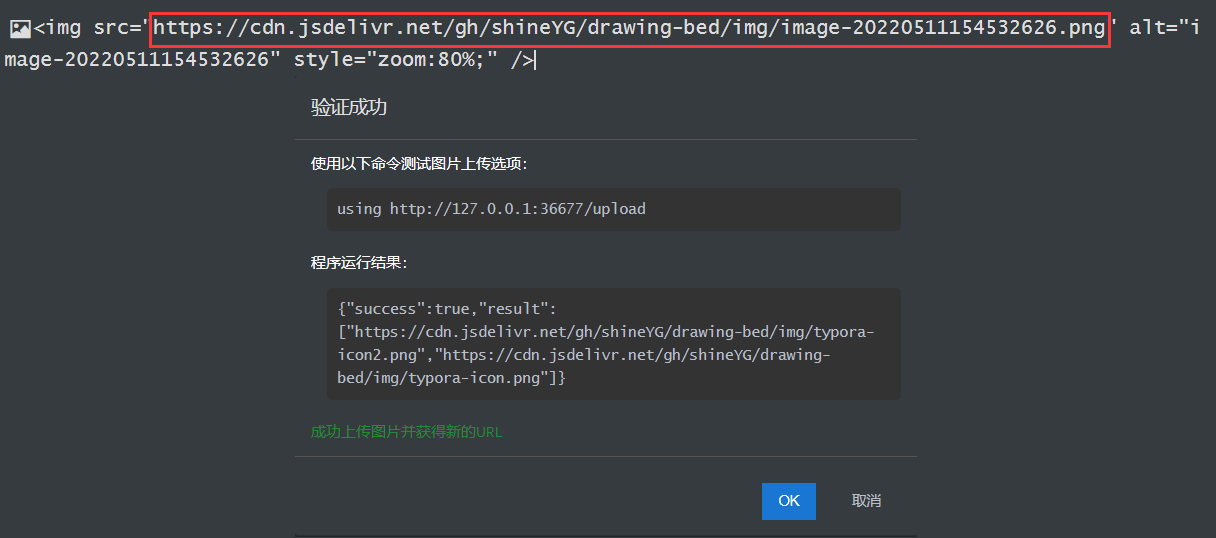 <img src="https://cdn.jsdelivr.net/gh/shineYG/drawing-bed/img/image-20220511154532626.png" alt="i
mage-20220511154532626" style="zoom:80%;" />
验证成功
使用以下命令测试图片上传选项:
using http://127.0.0.1:36677/upload
程序运行结果:
{"success":true,"result":
["https://cdn.jsdelivr.net/gh/shineYG/drawing-bed/img/typora-
icon2.png","https://cdn.jsdelivr.net/gh/shineYG/drawing-
bed/img/typora-icon.png"]}
成功上传图片并获得新的URL
OK 取消